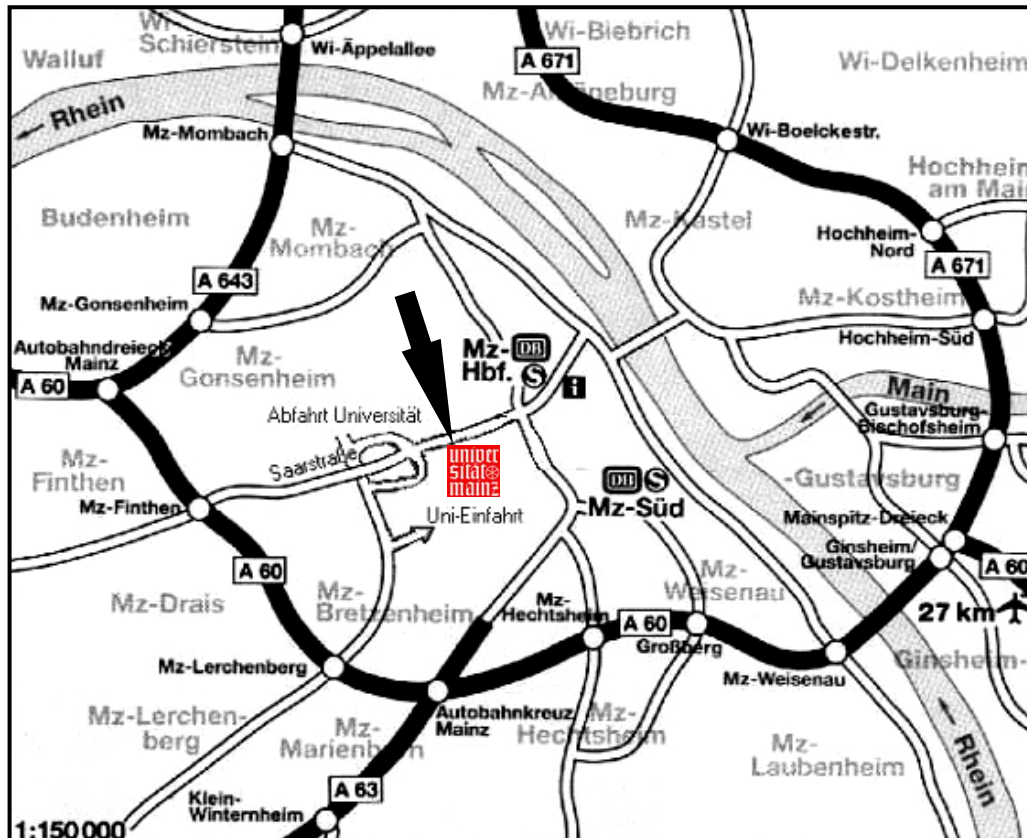 Wi-
Schierstein
Walluf
Wi-Äppelallee
Wi-Biebrich
A 671
Wi-Delkenheim
Mz-Amöneburg
Rhein
Mz-Mombach
Wi-Boelckestr.
Hochheim
am Main
Budenheim
Mz-
Mombach
Mz-Kastel
Hochheim-
Nord
A 671
A 643
Mz-Gonsenheim
Mz-Kostheim
Hochheim-Süd
Autobahndreieck
Mainz
A 60
Mz-
Gonsenheim
Mz-
Hbf.
DB
S
i
Main
Gustavsburg-
Bischofsheim
Abfahrt Universität
Saarstraße
univer
sität
mainz
Uni-Einfahrt
Mz-
Finthen
Mz-Finthen
DB
S
Mz-Süd
-Gustavsburg
Mainspitz-Dreieck
Ginsheim/
Gustavsburg
A 60
27 km
A 60
Mz-Drais
Mz-
Bretzenheim
Mz-
Hechtsheim
A 60
Großberg
Mz-
Weisenau
Mz-Lerchenberg
Mz-Weisenau
Ginsheim-
Mz-Lerchen-
berg
Mz-
Marienborn
Autobahnkreuz
Mainz
Mz-
Hechtsheim
Mz-
Laubenheim
Rhein
Klein-
Winternheim
A 63
1:150 000